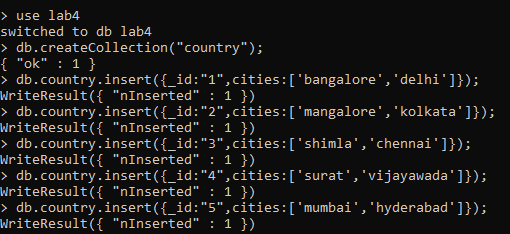 > use lab4
switched to db lab4
> db.createCollection("country");
{ "ok" : 1 }
> db.country.insert({_id:"1",cities:['bangalore','delhi']});
WriteResult({ "nInserted" : 1 })
> db.country.insert({_id:"2",cities:['mangalore','kolkata']});
WriteResult({ "nInserted" : 1 })
> db.country.insert({_id:"3",cities:['shimla','chennai']});
WriteResult({ "nInserted" : 1 })
> db.country.insert({_id:"4",cities:['surat','vijayawada']});
WriteResult({ "nInserted" : 1 })
> db.country.insert({_id:"5",cities:['mumbai','hyderabad']});
WriteResult({ "nInserted" : 1 })